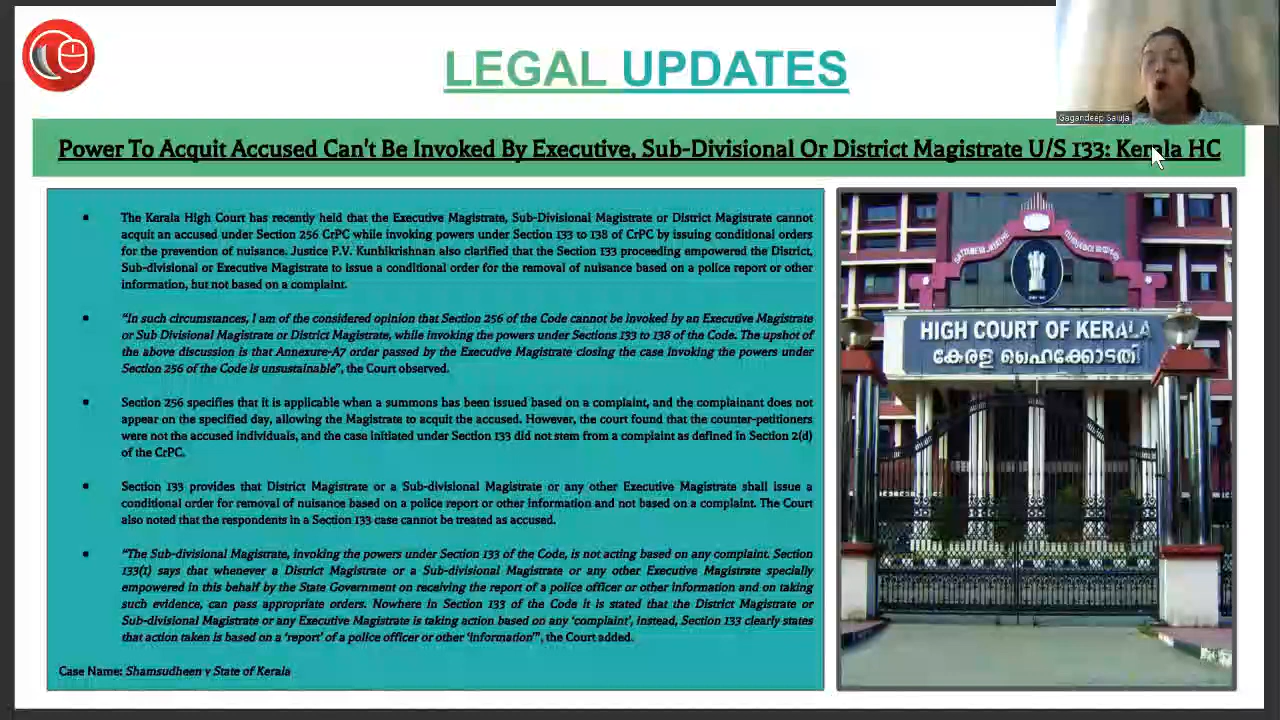 LEGAL UPDATES
Gagandeep Sauja
Power To Acquit Accused Can't Be Invoked By Executive, Sub-Divisional Or District Magistrate U/S 133: Kerala HC
• The Kerala High Court has recently held that the Executive Magistrate, Sub-Divisional Magistrate or District Magistrate cannot
acquit an accused under Section 256 CrPC while invoking powers under Section 133 to 138 of CrPC by issuing conditional orders
for the prevention of nuisance. Justice P.V. Kunhikrishnan also clarified that the Section 133 proceeding empowered the District,
Sub-divisional or Executive Magistrate to issue a conditional order for the removal of nuisance based on a police report or other
information, but not based on a complaint.
• "In such circumstances, I am of the considered opinion that Section 256 of the Code cannot be invoked by an Executive Magistrate
or Sub Divisional Magistrate or District Magistrate, while invoking the powers under Sections 133 to 138 of the Code. The upshot of
the above discussion is that Annexure-A7 order passed by the Executive Magistrate closing the case invoking the powers under
Section 256 of the Code is unsustainable", the Court observed.
• Section 256 specifies that it is applicable when a summons has been issued based on a complaint, and the complainant does not
appear on the specified day, allowing the Magistrate to acquit the accused. However, the court found that the counter-petitioners
were not the accused individuals, and the case initiated under Section 133 did not stem from a complaint as defined in Section 2(d)
of the CrPC.
• Section 133 provides that District Magistrate or a Sub-divisional Magistrate or any other Executive Magistrate shall issue a
conditional order for removal of nuisance based on a police report or other information and not based on a complaint. The Court
also noted that the respondents in a Section 133 case cannot be treated as accused.
• "The Sub-divisional Magistrate, invoking the powers under Section 133 of the Code, is not acting based on any complaint. Section
133(1) says that whenever a District Magistrate or a Sub-divisional Magistrate or any other Executive Magistrate specially
empowered in this behalf by the State Government on receiving the report of a police officer or other information and on taking
such evidence, can pass appropriate orders. Nowhere in Section 133 of the Code it is stated that the District Magistrate or
Sub-divisional Magistrate or any Executive Magistrate is taking action based on any 'complaint', instead, Section 133 clearly states
that action taken is based on a 'report' of a police officer or other 'information'", the Court added.
Case Name: Shamsudheen v State of Kerala
HIGH COURT OF KERALA
കേരള ഹൈക്കോടതി